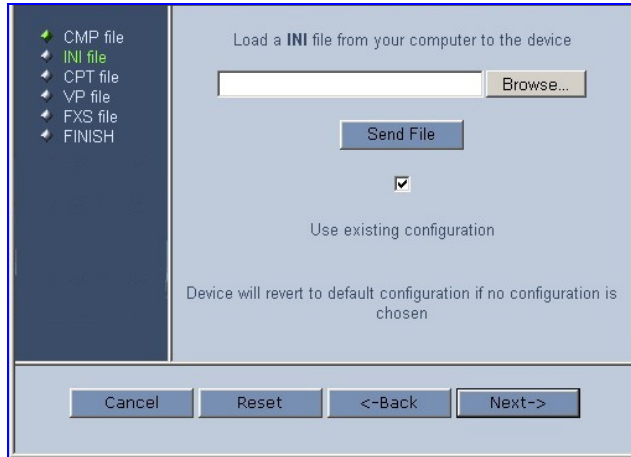 CMP file
INI file
CPT file
VP file
FXS file
FINISH
Load a INI file from your computer to the device
Browse...
Send File
Use existing configuration
Device will revert to default configuration if no configuration is
chosen
Cancel
Reset
<-Back
Next->